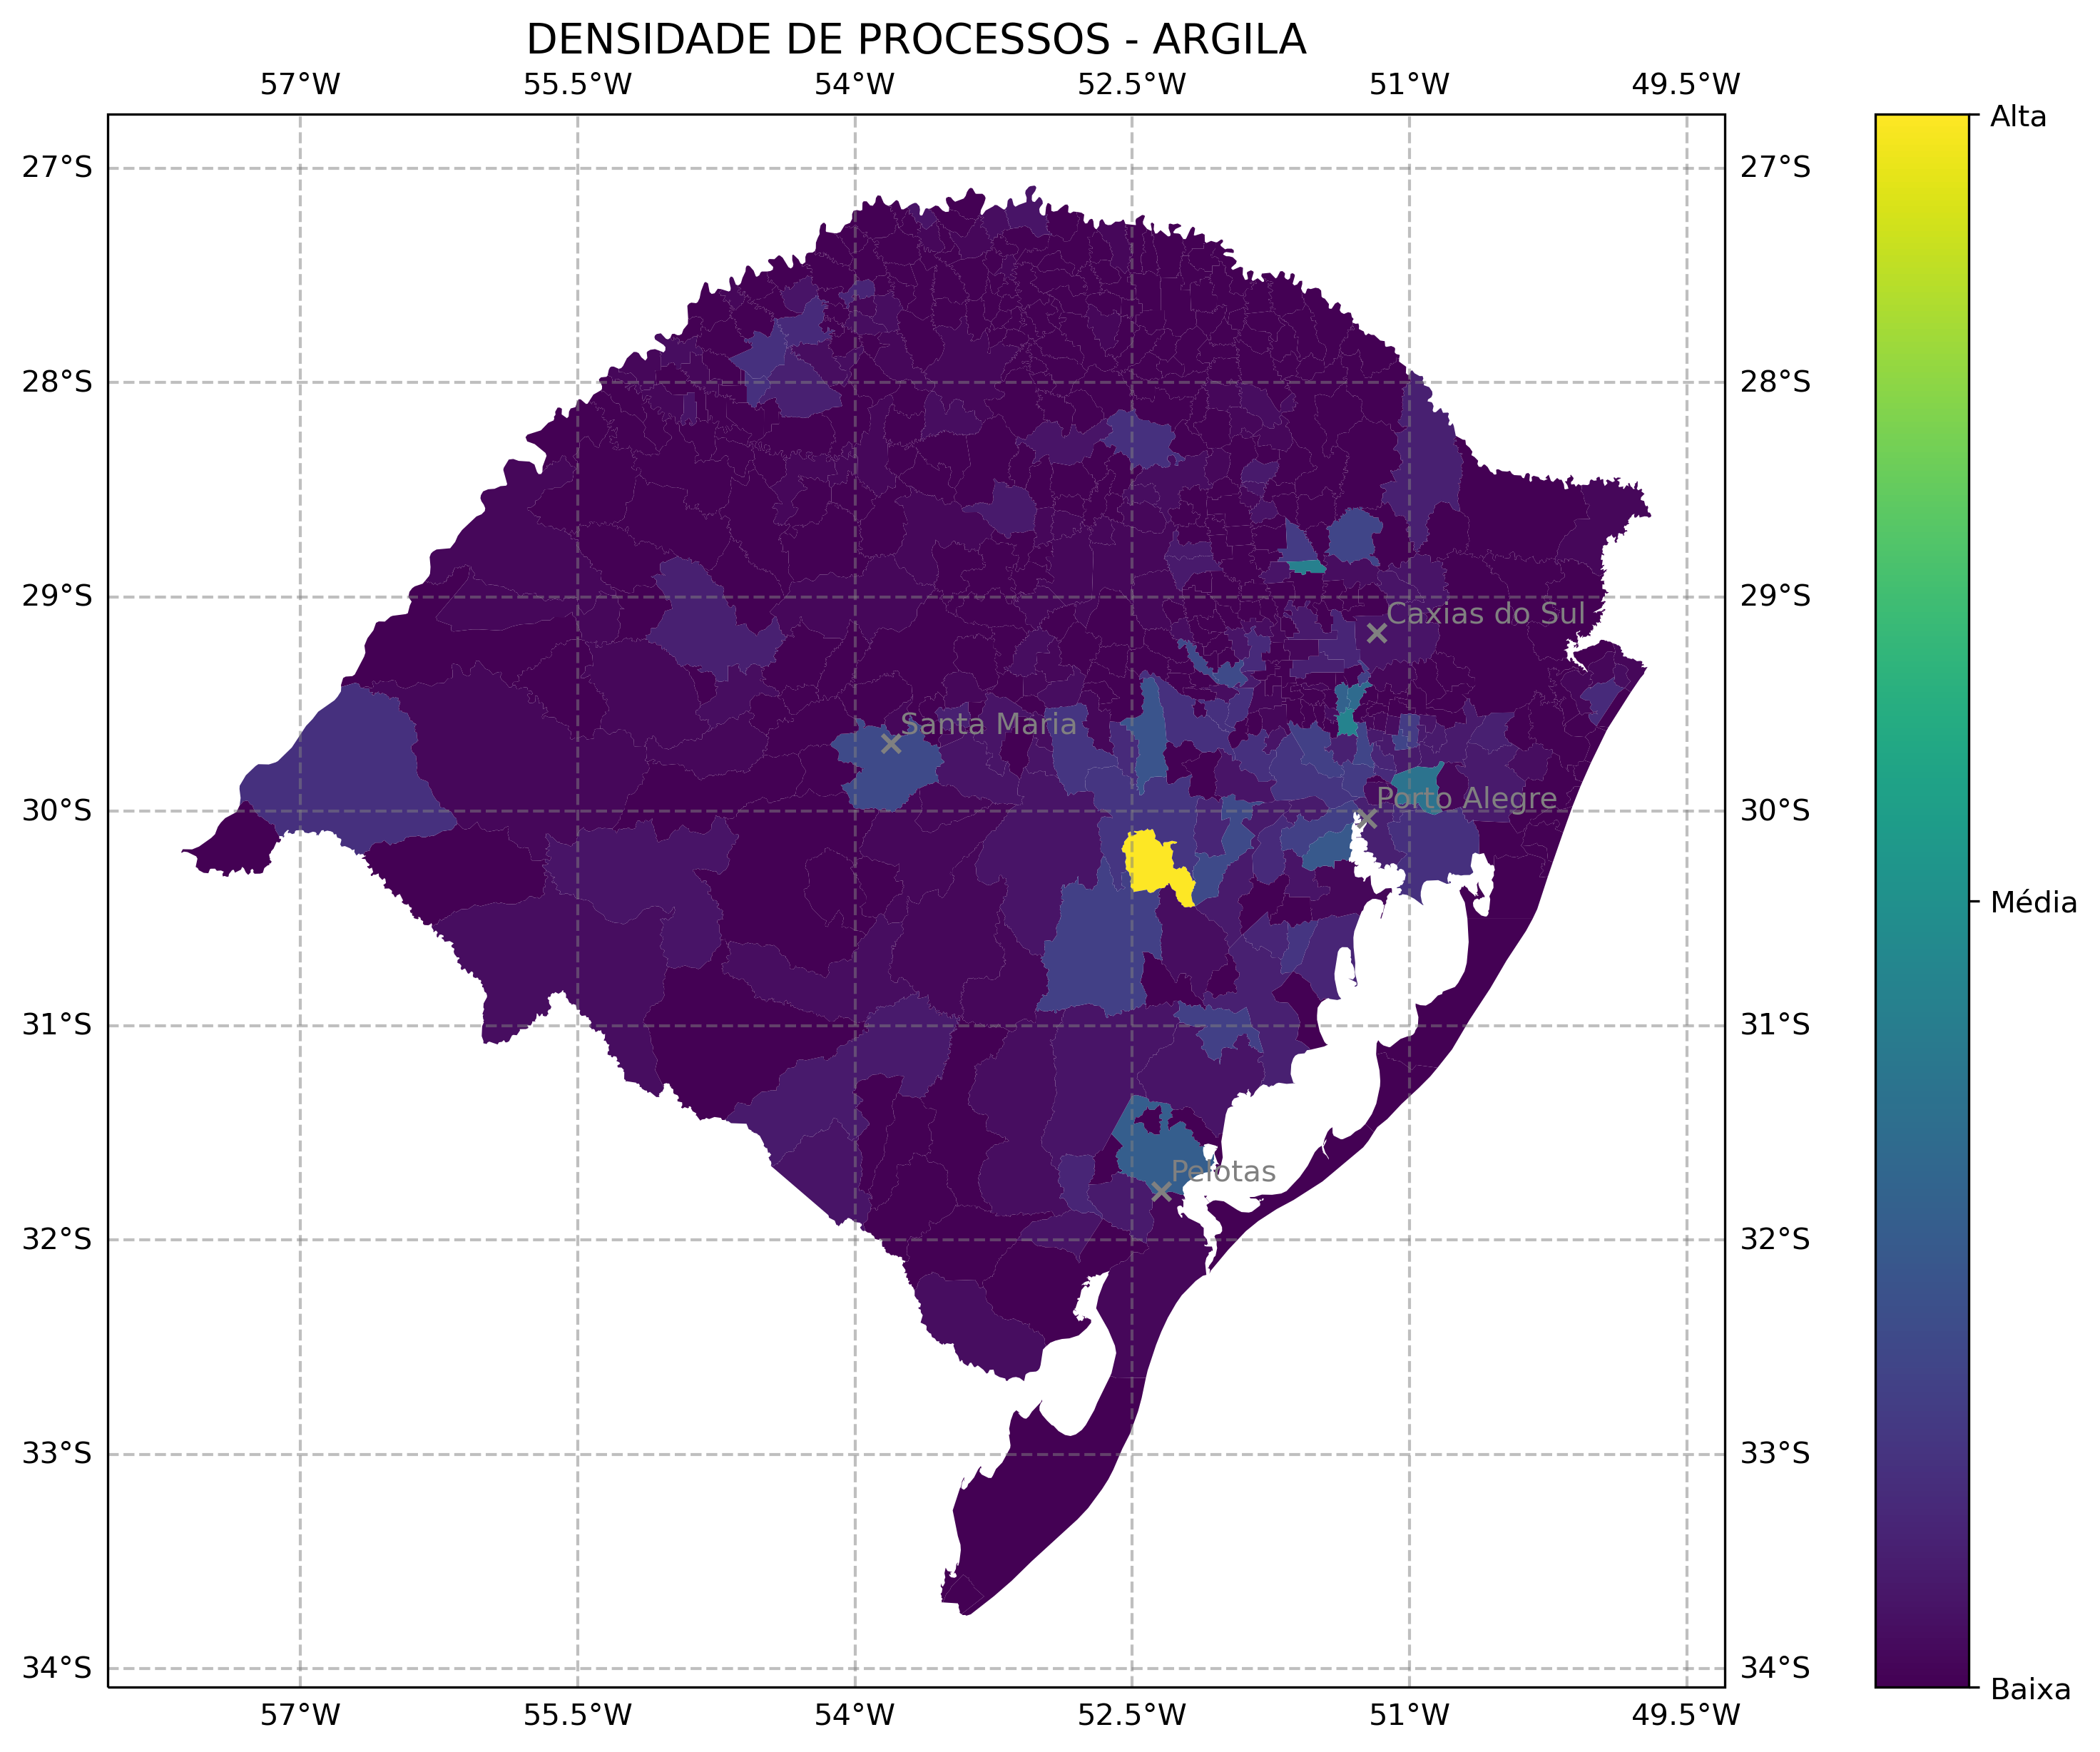 DENSIDADE DE PROCESSOS - ARGILA
57°W 55.5°W 54°W 52.5°W 51°W 49.5°W
Alta
27°S 27°S
28°S 28°S
29°S 29°S
Caxias do Sul
Santa Maria
Porto Alegre
30°S 30°S
Média
31°S 31°S
Pelotas
32°S 32°S
33°S 33°S
34°S 34°S
Baixa
57°W 55.5°W 54°W 52.5°W 51°W 49.5°W